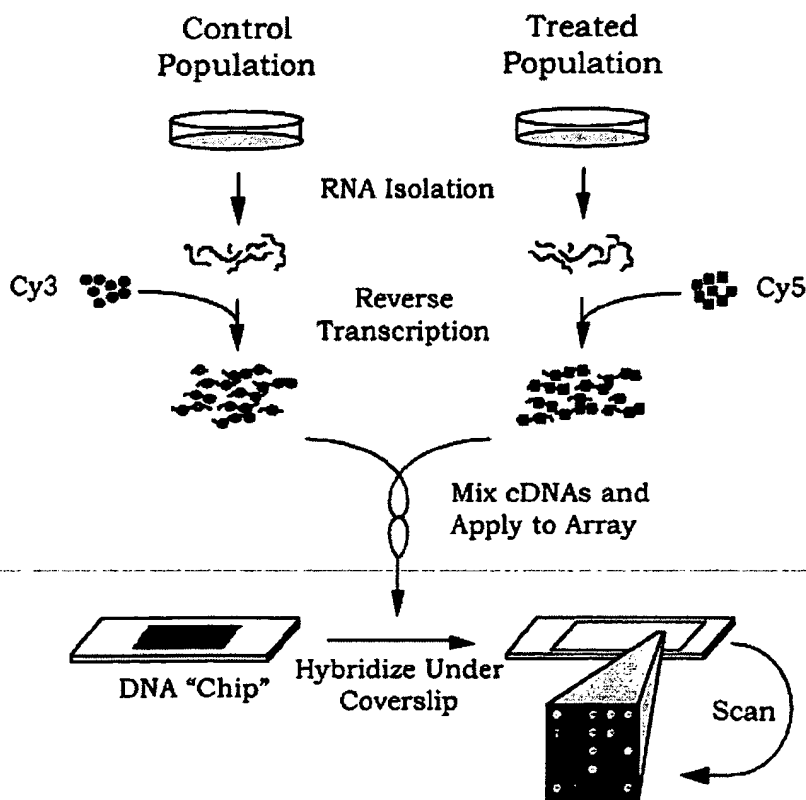 Control
Population
Treated
Population
RNA Isolation
Cy3
Reverse
Transcription
Cy5
Mix cDNAs and
Apply to Array
DNA “Chip”
Hybridize Under
Coverslip
Scan